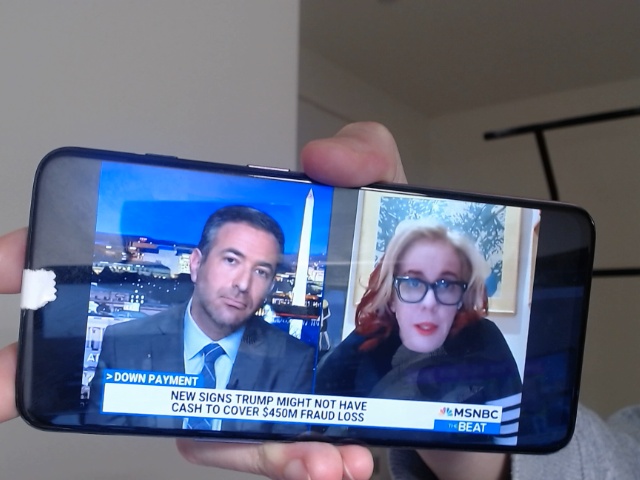 > DOWN PAYMENT
NEW SIGNS TRUMP MIGHT NOT HAVE
CASH TO COVER $450M FRAUD LOSS
MSNBC
THE BEAT